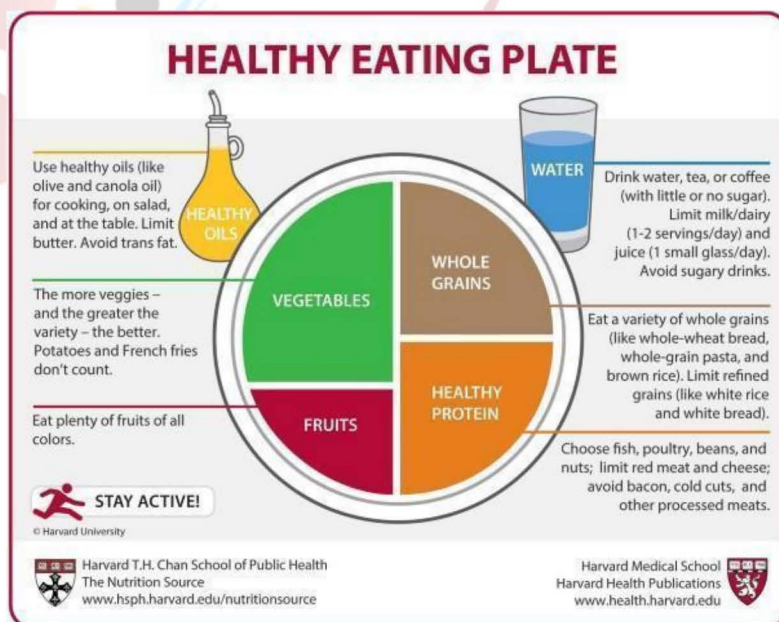 HEALTHY EATING PLATE
Use healthy oils (like
olive and canola oil)
for cooking, on salad,
and at the table. Limit
butter. Avoid trans fat.
HEALTHY
OILS
The more veggies –
and the greater the
variety – the better.
Potatoes and French fries
don't count.
Eat plenty of fruits of all
colors.
VEGETABLES
FRUITS
WHOLE
GRAINS
HEALTHY
PROTEIN
WATER
Drink water, tea, or coffee
(with little or no sugar).
Limit milk/dairy
(1-2 servings/day) and
juice (1 small glass/day).
Avoid sugary drinks.
Eat a variety of whole grains
(like whole-wheat bread,
whole-grain pasta, and
brown rice). Limit refined
grains (like white rice
and white bread).
Choose fish, poultry, beans, and
nuts; limit red meat and cheese;
avoid bacon, cold cuts, and
other processed meats.
STAY ACTIVE!
© Harvard University
Harvard T.H. Chan School of Public Health
The Nutrition Source
www.hsph.harvard.edu/nutritionsource
Harvard Medical School
Harvard Health Publications
www.health.harvard.edu